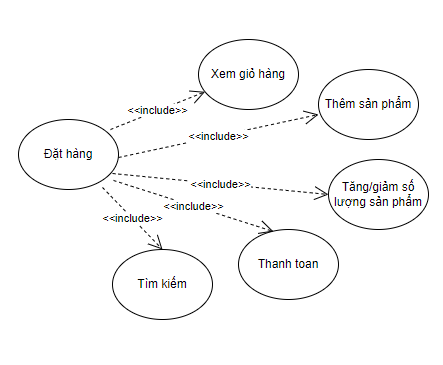 Xem giỏ hàng
<<include>>
Thêm sản phẩm
<<include>>
Đặt hàng
<<include>>
Tăng/giảm số
lượng sản phẩm
<<include>>
<<include>>
Thanh toan
Tìm kiếm